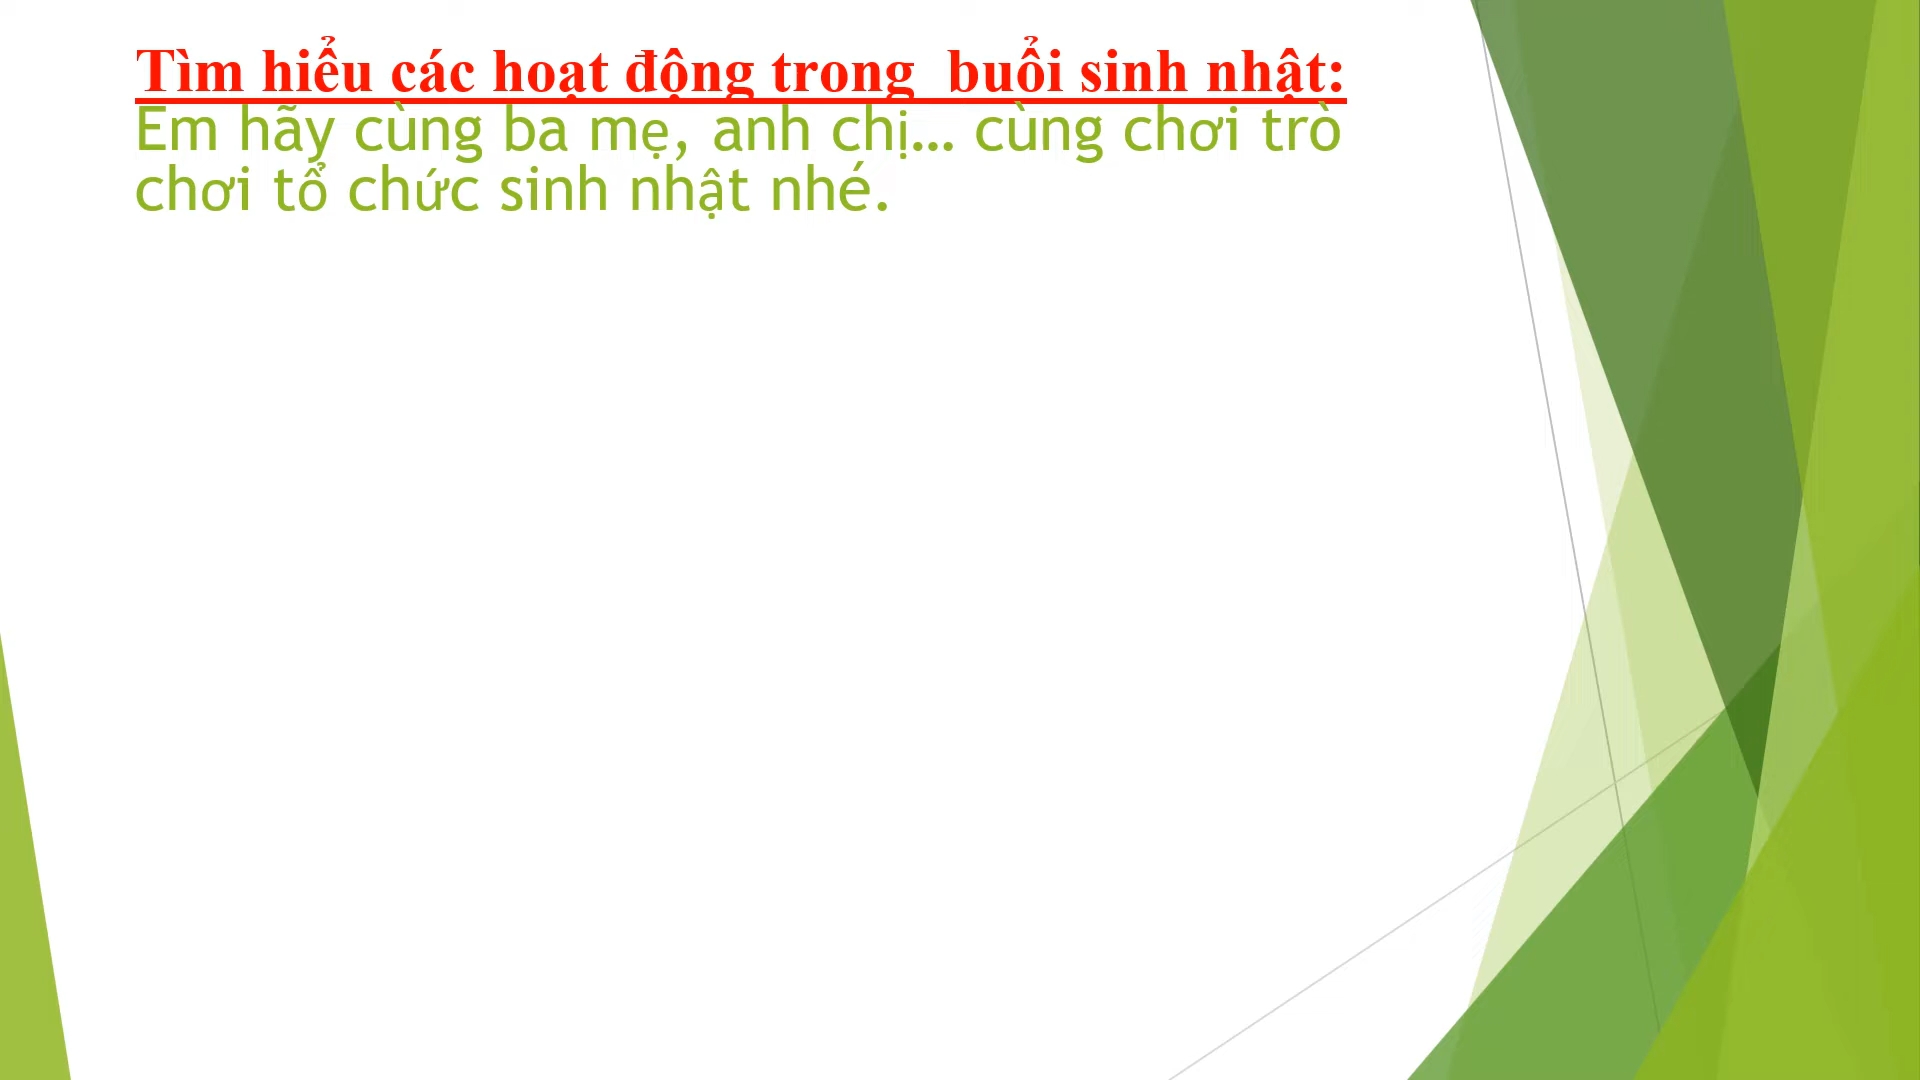 Tìm hiểu các hoạt động trong  buổi sinh nhật:
Em hãy cùng ba mẹ, anh chị... cùng chơi trò
chơi tổ chức sinh nhật nhé.